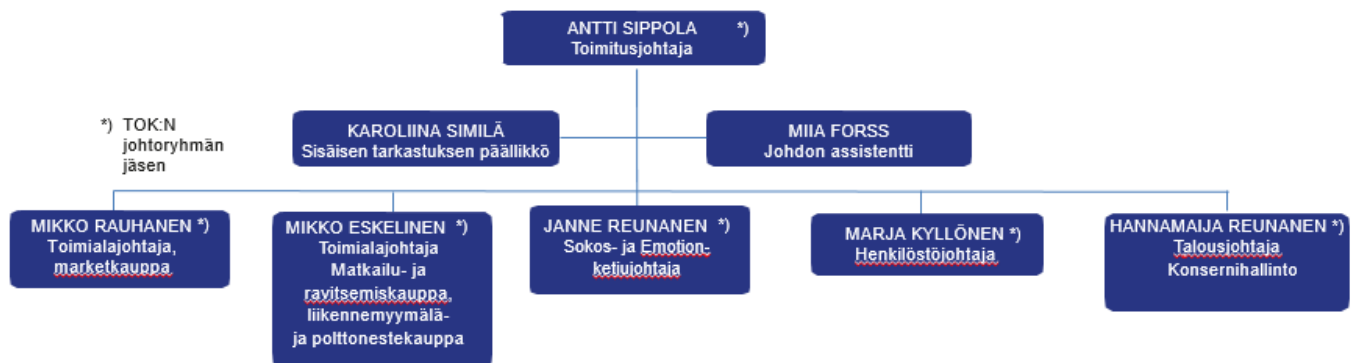 ANTTI SIPPOLA *)
Toimitusjohtaja
*) TOK:N
johtoryhmän
jäsen
KAROLIINA SIMILÄ
Sisäisen tarkastuksen päällikkö
MIIA FORSS
Johdon assistentti
MIKKO RAUHANEN *)
Toimialajohtaja,
marketkauppa
MIKKO ESKELINEN *)
Toimialajohtaja
Matkailu- ja
ravitsemiskauppa,
liikennemyymälä-
ja polttonestekauppa
JANNE REUNANEN *)
Sokos- ja Emotion-
ketjujohtaja
MARJA KYLLÖNEN *)
Henkilöstöjohtaja
HANNAMAIJA REUNANEN *)
Talousjohtaja
Konsernihallinto